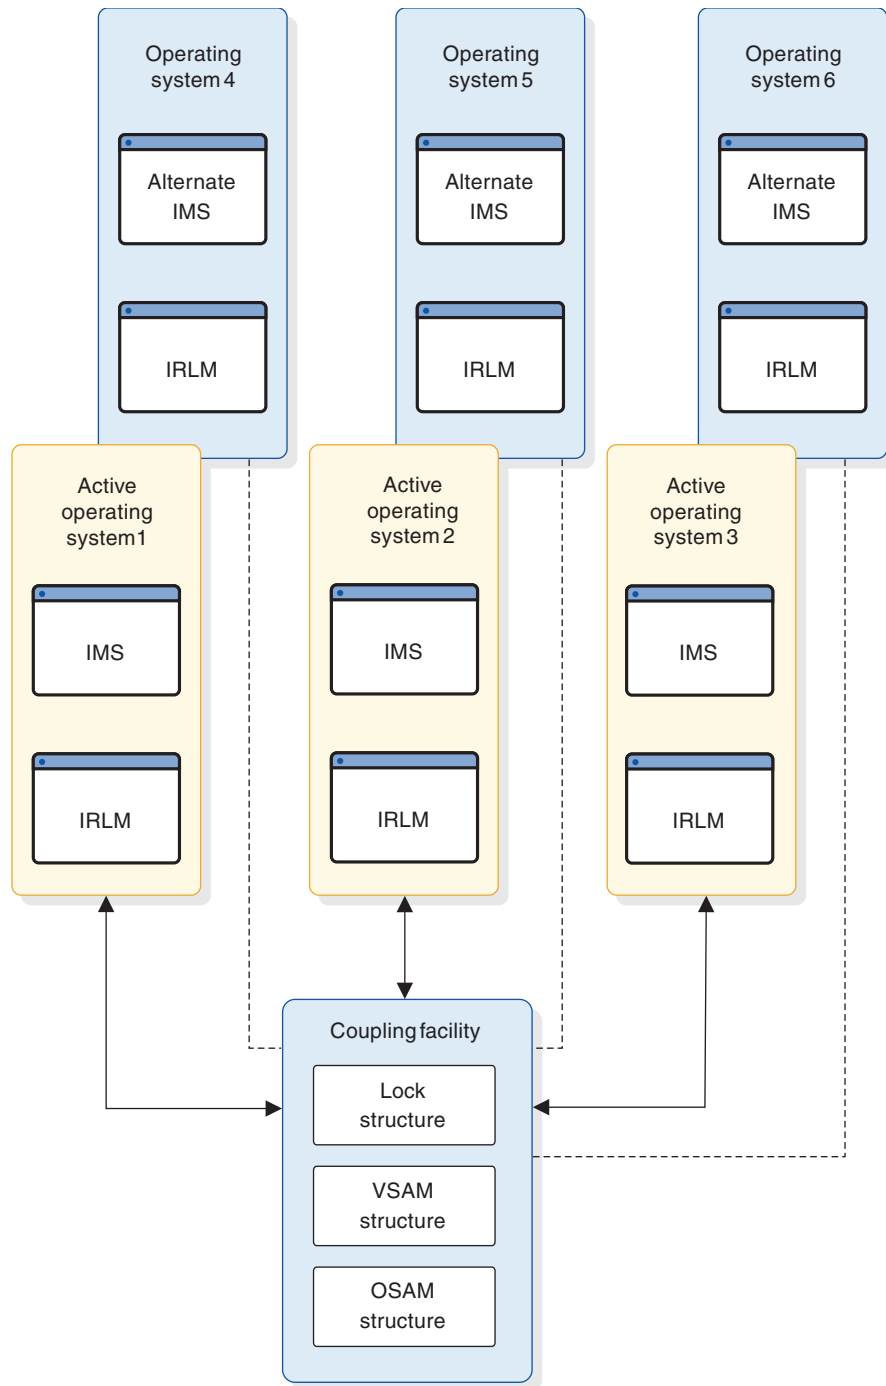 Operating
system 4
Alternate
IMS
IRLM
Operating
system 5
Alternate
IMS
IRLM
Operating
system 6
Alternate
IMS
IRLM
Active
operating
system1
IMS
IRLM
Active
operating
system 2
IMS
IRLM
Active
operating
system 3
IMS
IRLM
Coupling facility
Lock
structure
VSAM
structure
OSAM
structure